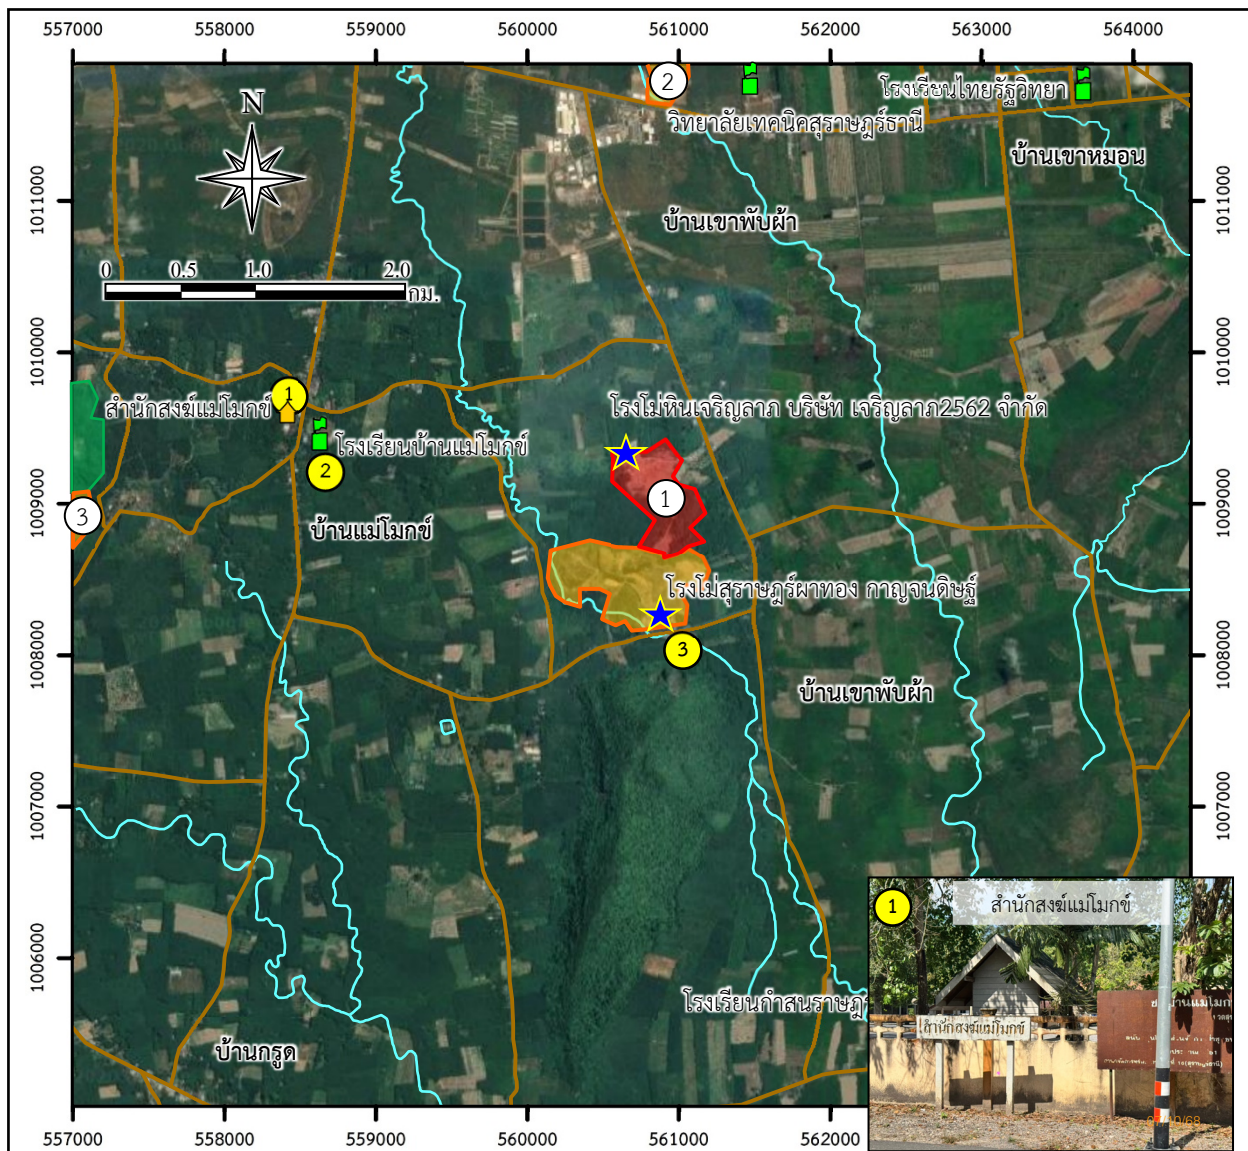 557000 558000 559000 560000 561000 562000 563000 564000
2
โรงเรียนไทยรัฐวิทยา
วิทยาลัยเทคนิคสุราษฎร์ธานี
N
บ้านเขาหมอน
1011000 1011000
บ้านเขาพับผ้า
0 0.5 1.0 2.0
กม.
1010000 1010000
1
สำนักสงฆ์แม่โมกข์
โรงโม่หินเจริญลาภ บริษัท เจริญลาภ2562 จำกัด
โรงเรียนบ้านแม่โมกข์
2
1009000 1009000
3
1
บ้านแม่โมกข์
โรงโม่สุราษฎร์ผาทอง กาญจนดิษฐ์
3
1008000 1008000
บ้านเขาพับผ้า
1007000 1007000
1
สำนักสงฆ์แม่โมกข์
1006000
โรงเรียนกำสนราษฎ
สำนักสงฆ์แม่โมกข์
บ้านกรูด
557000 558000 559000 560000 561000 562000